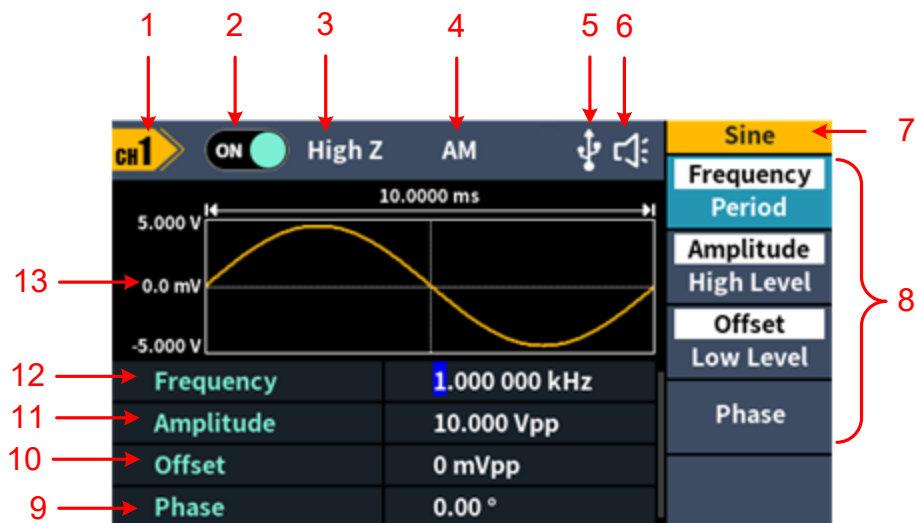 1 2 3 4 5 6
CH1 ON High Z AM Sine 7
Frequency
Period
Amplitude
High Level
Offset
Low Level
Phase
8
10.0000 ms
5.000 V
13 0.0 mV
-5.000 V
12 Frequency 1.000 000 kHz
11 Amplitude 10.000 Vpp
10 Offset 0 mVpp
9 Phase 0.00 °